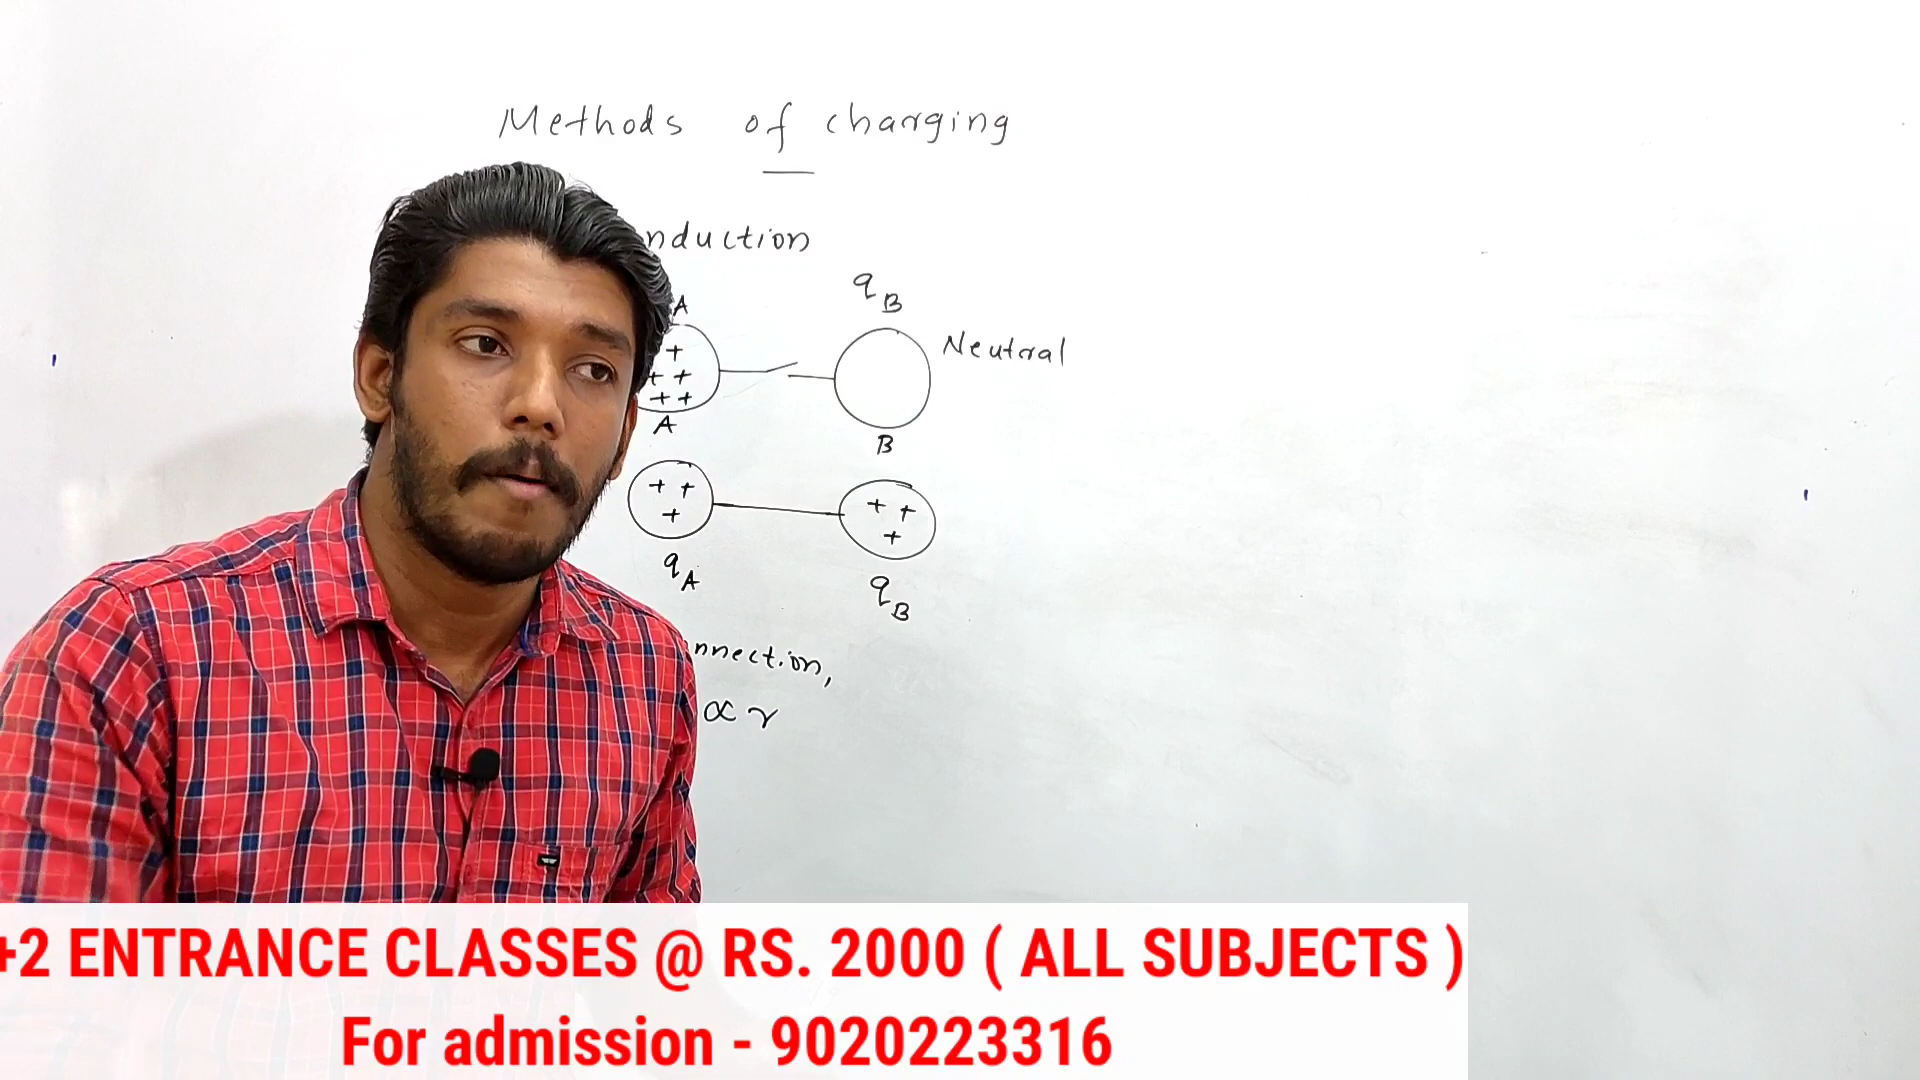 Methods of charging
nduction
A
q_B
+
Neutral
+ +
+ +
A
B
+ +
+
+ +
+
q_A
q_B
nnection,
∝ r
+2 ENTRANCE CLASSES @ RS. 2000 ( ALL SUBJECTS )
For admission - 9020223316